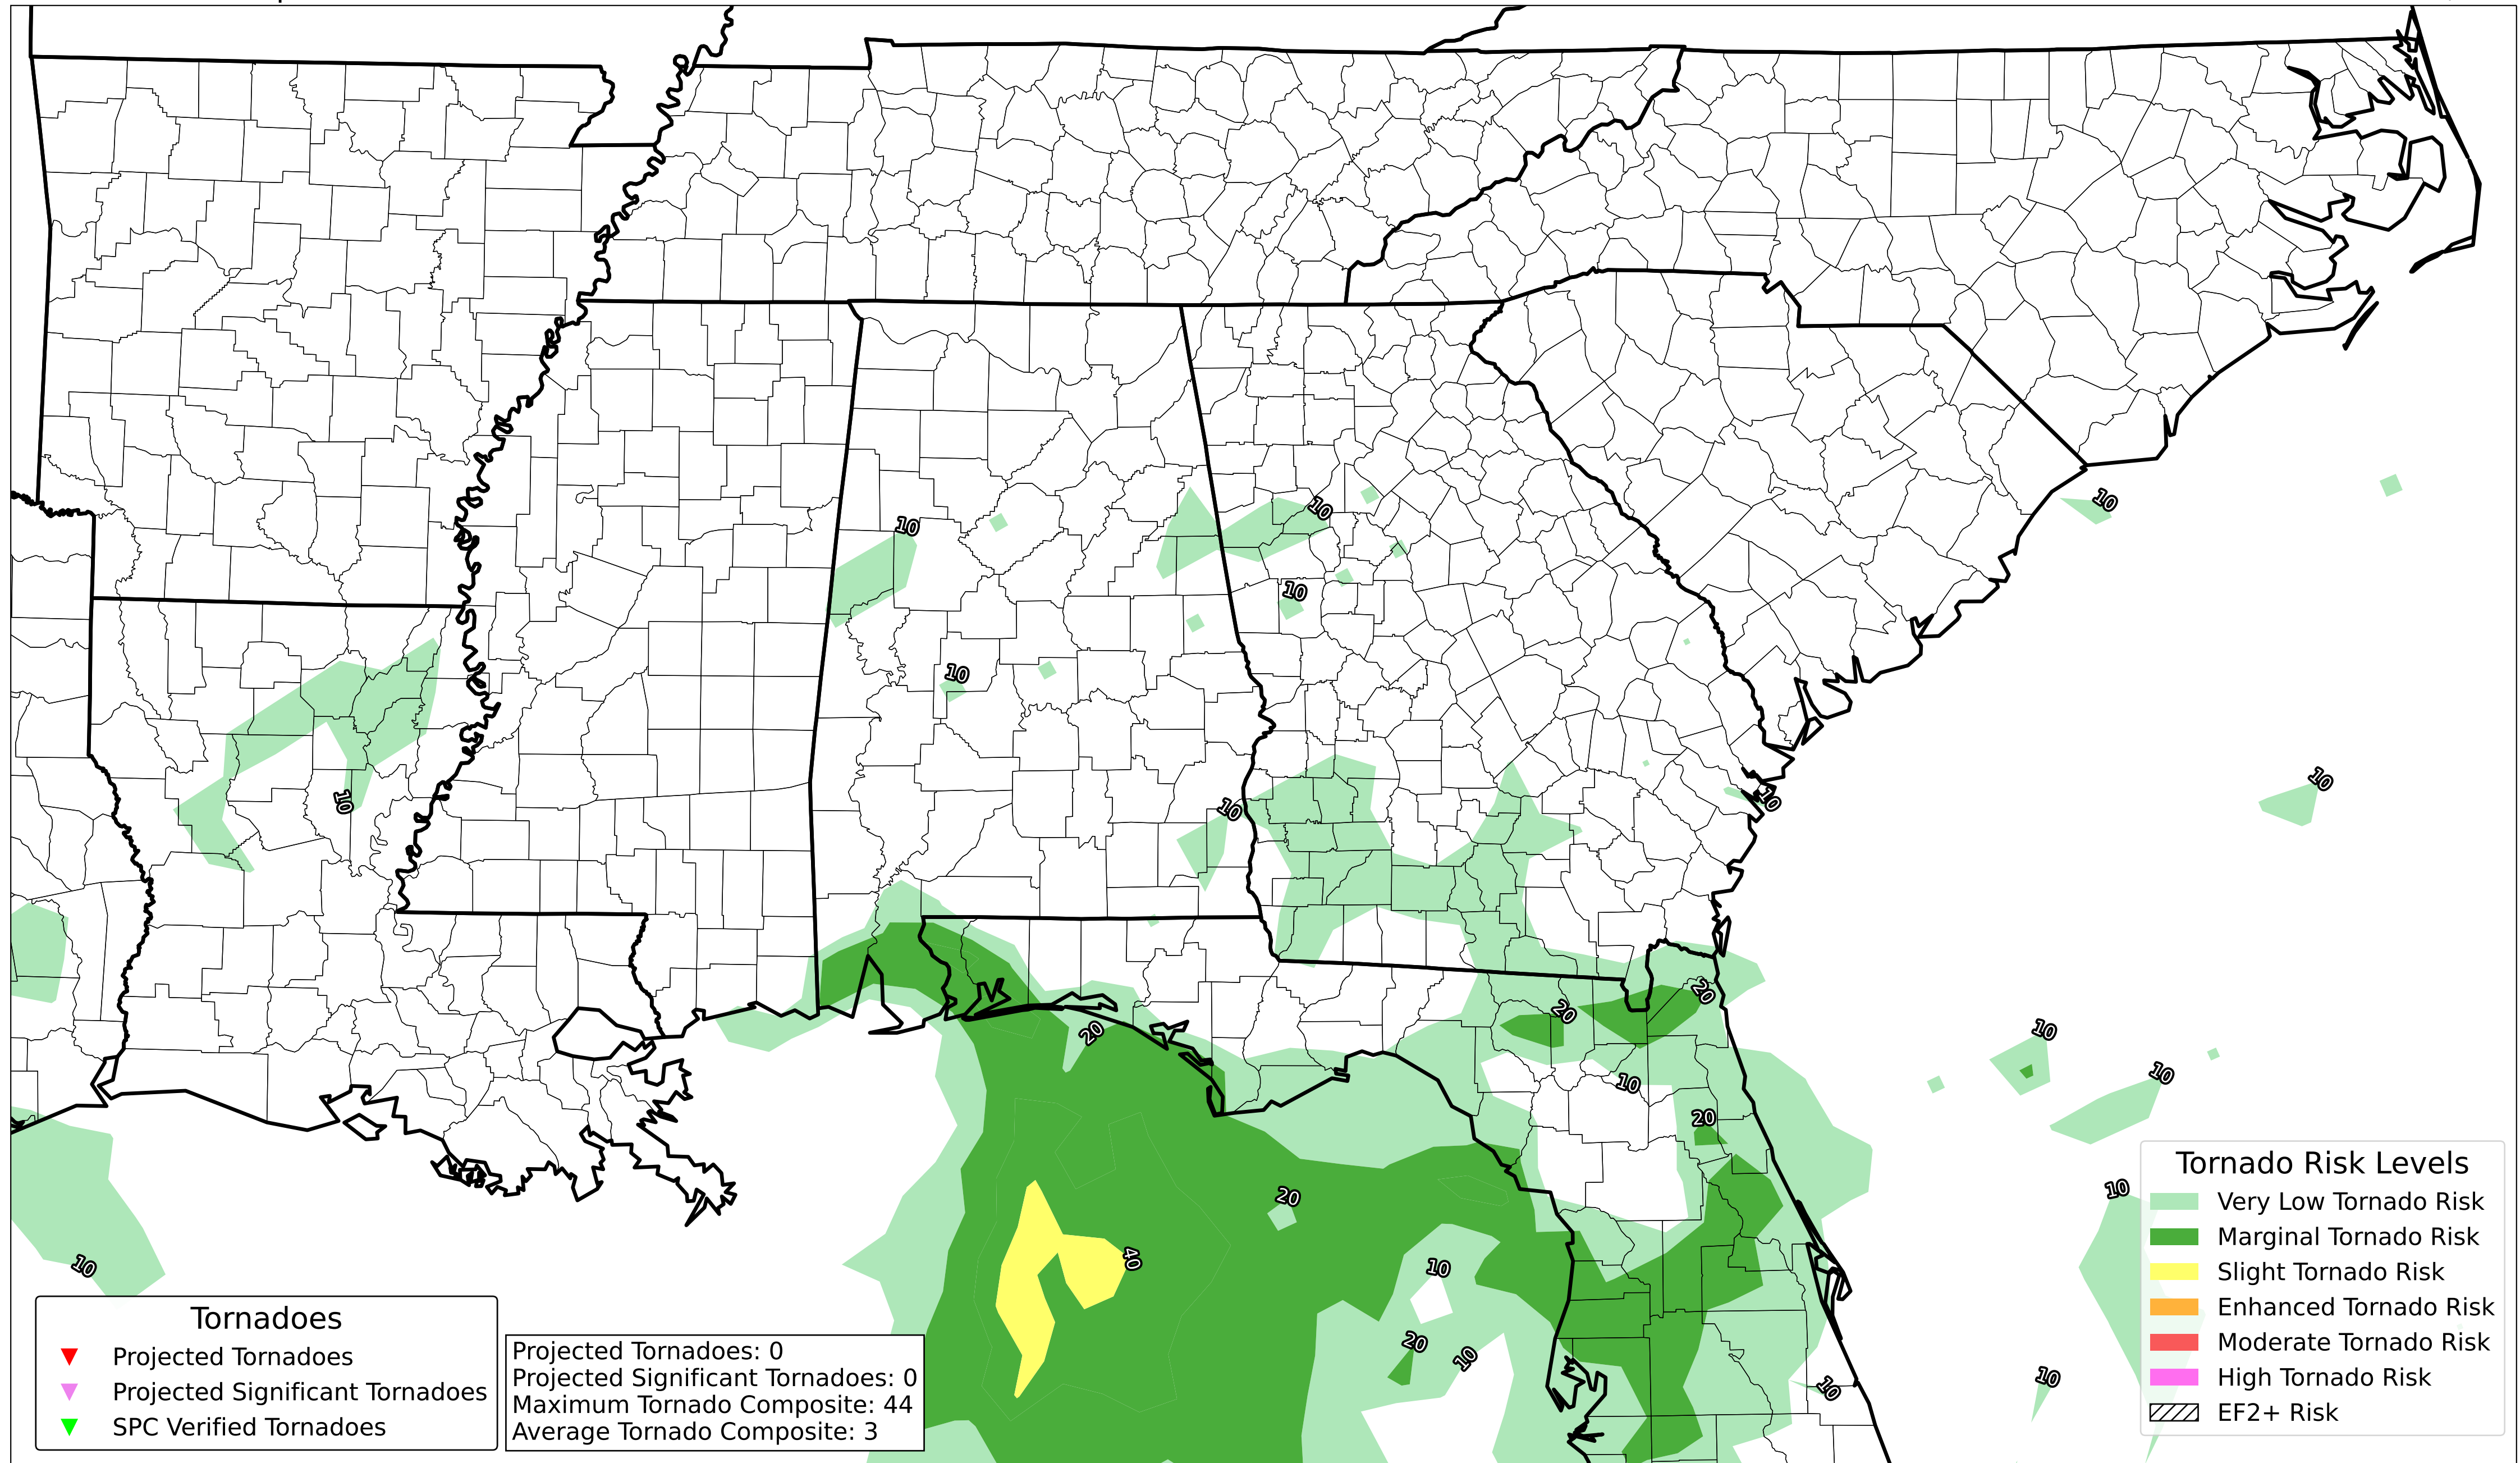 10
10
10
10
10
10
10
10
10
20
20
20
10
10
10
20
20
10
40
10
10
20
10
10
10
Tornado Risk Levels
Very Low Tornado Risk
Marginal Tornado Risk
Slight Tornado Risk
Enhanced Tornado Risk
Moderate Tornado Risk
High Tornado Risk
EF2+ Risk
Tornadoes
Projected Tornadoes
Projected Significant Tornadoes
SPC Verified Tornadoes
Projected Tornadoes: 0
Projected Significant Tornadoes: 0
Maximum Tornado Composite: 44
Average Tornado Composite: 3